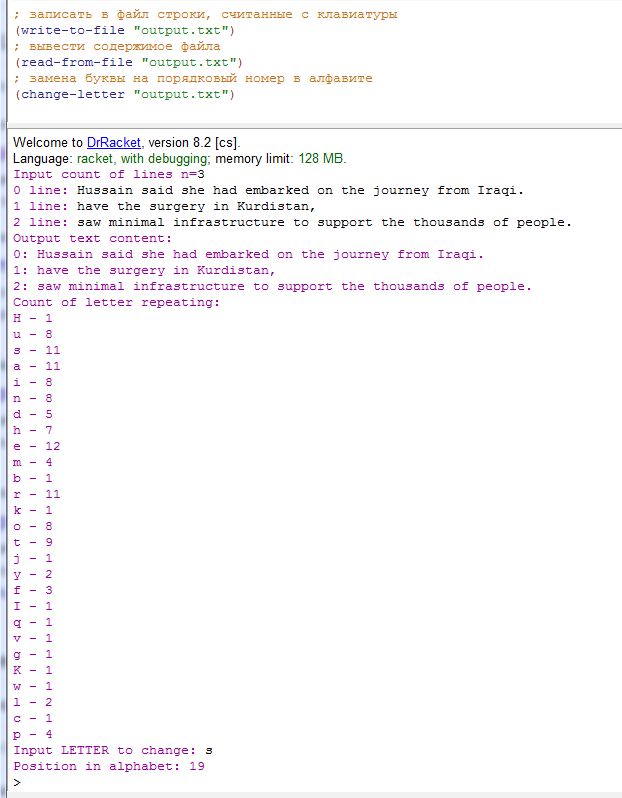 ; записать в файл строки, считанные с клавиатуры
(write-to-file "output.txt")
; вывести содержимое файла
(read-from-file "output.txt")
; замена буквы на порядковый номер в алфавите
(change-letter "output.txt")
Welcome to DrRacket, version 8.2 [cs].
Language: racket, with debugging; memory limit: 128 MB.
Input count of lines n=3
0 line: Hussain said she had embarked on the journey from Iraqi.
1 line: have the surgery in Kurdistan,
2 line: saw minimal infrastructure to support the thousands of people.
Output text content:
0: Hussain said she had embarked on the journey from Iraqi.
1: have the surgery in Kurdistan,
2: saw minimal infrastructure to support the thousands of people.
Count of letter repeating:
H - 1
u - 8
s - 11
a - 11
i - 8
n - 8
d - 5
h - 7
e - 12
m - 4
b - 1
r - 11
k - 1
o - 8
t - 9
j - 1
y - 2
f - 3
I - 1
q - 1
v - 1
g - 1
K - 1
w - 1
l - 2
c - 1
p - 4
Input LETTER to change: s
Position in alphabet: 19
>